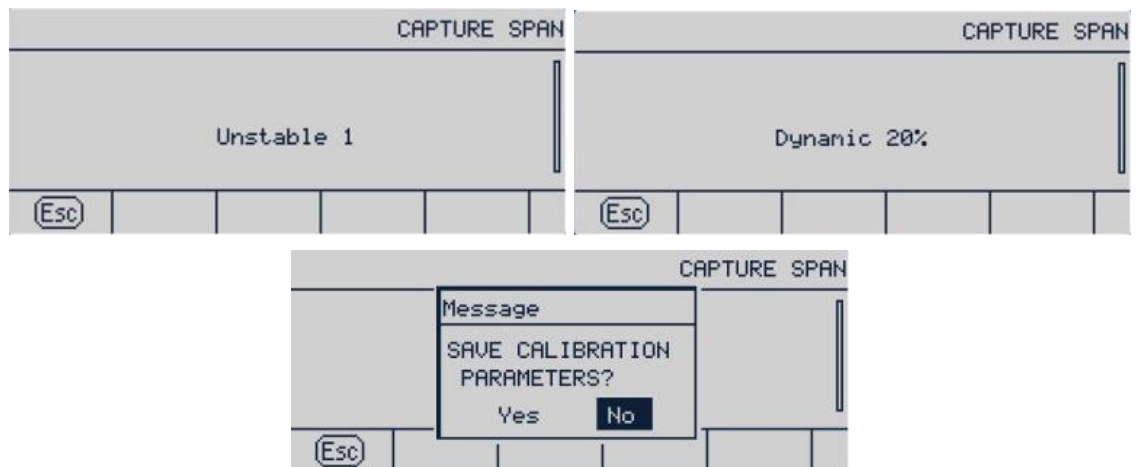 CAPTURE SPAN
Unstable 1
Esc
CAPTURE SPAN
Dynamic 20%
Esc
CAPTURE SPAN
Message
SAVE CALIBRATION
PARAMETERS?
Yes No
Esc